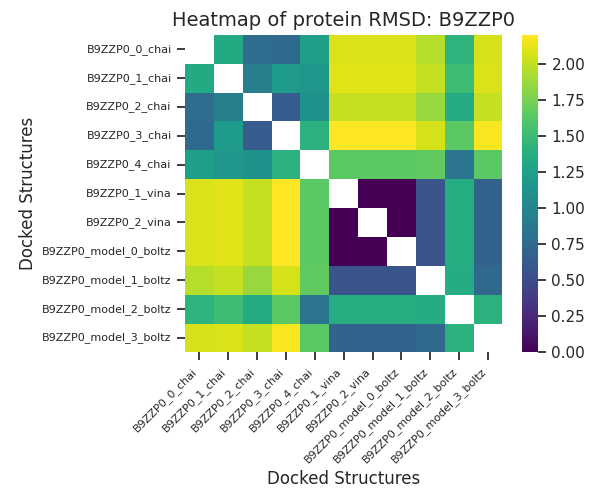 Heatmap of protein RMSD: B9ZZP0
Docked Structures
B9ZZP0_0_chai
B9ZZP0_1_chai
B9ZZP0_2_chai
B9ZZP0_3_chai
B9ZZP0_4_chai
B9ZZP0_1_vina
B9ZZP0_2_vina
B9ZZP0_model_0_boltz
B9ZZP0_model_1_boltz
B9ZZP0_model_2_boltz
B9ZZP0_model_3_boltz
2.00
1.75
1.50
1.25
1.00
0.75
0.50
0.25
0.00
B9ZZP0_0_chai
B9ZZP0_1_chai
B9ZZP0_2_chai
B9ZZP0_3_chai
B9ZZP0_4_chai
B9ZZP0_1_vina
B9ZZP0_2_vina
B9ZZP0_model_0_boltz
B9ZZP0_model_1_boltz
B9ZZP0_model_2_boltz
B9ZZP0_model_3_boltz
Docked Structures